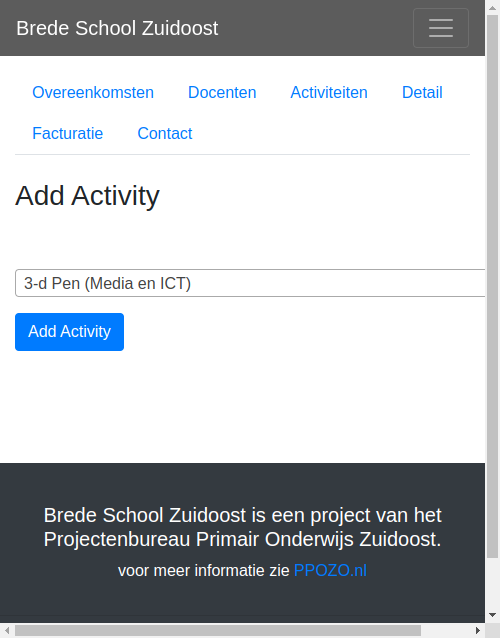 Brede School Zuidoost
Overeenkomsten Docenten Activiteiten Detail
Facturatie Contact
Add Activity
3-d Pen (Media en ICT)
Add Activity
Brede School Zuidoost is een project van het
Projectenbureau Primair Onderwijs Zuidoost.
voor meer informatie zie PPOZO.nl